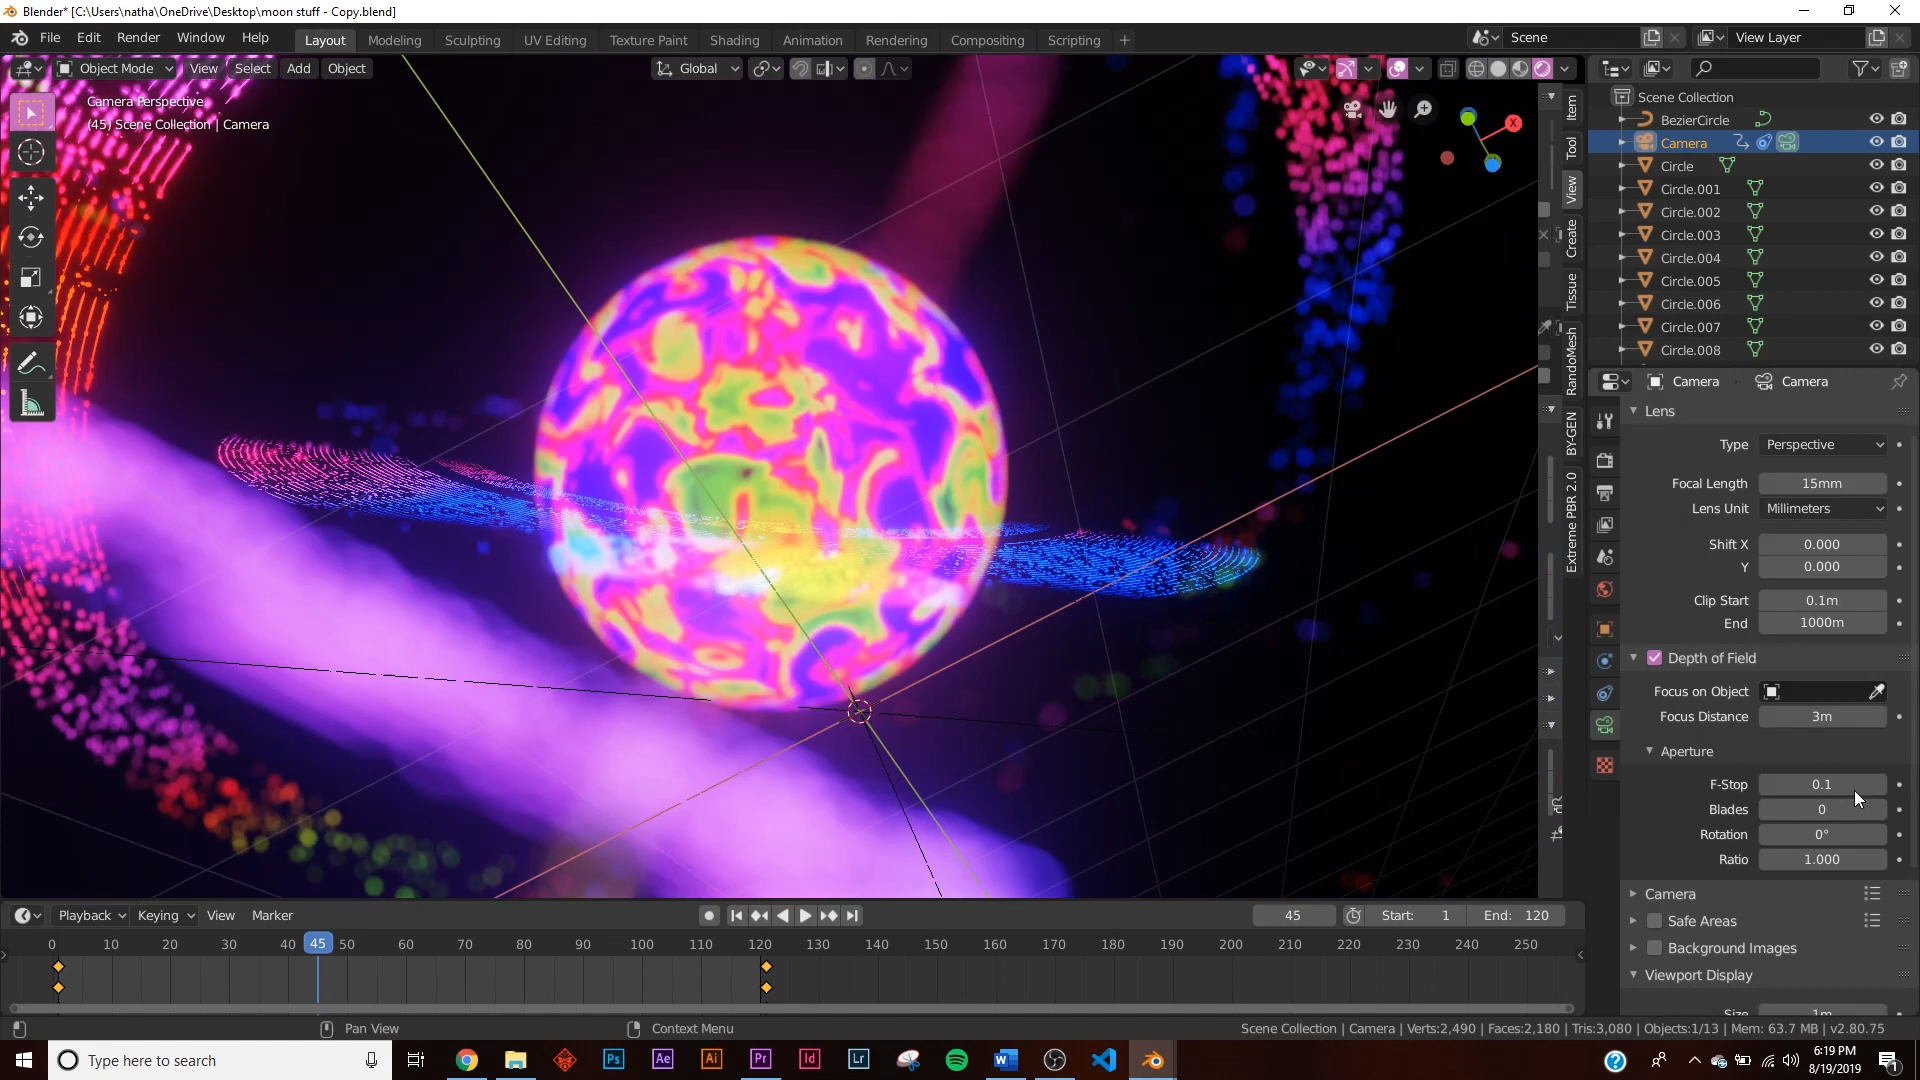 Blender* [C:\Users\natha\OneDrive\Desktop\moon stuff - Copy.blend]
File Edit Render Window Help Layout Modeling Sculpting UV Editing Texture Paint Shading Animation Rendering Compositing Scripting + Scene View Layer
Object Mode View Select Add Object Global
Camera Perspective
(45) Scene Collection | Camera
X
Item
Tool
View
Create
Tissue
RandoMesh
BY-GEN
Extreme PBR 2.0
Scene Collection
BezierCircle
Camera
Circle
Circle.001
Circle.002
Circle.003
Circle.004
Circle.005
Circle.006
Circle.007
Circle.008
Camera Camera
Lens
Type Perspective
Focal Length 15mm
Lens Unit Millimeters
Shift X 0.000
Y 0.000
Clip Start 0.1m
End 1000m
Depth of Field
Focus on Object
Focus Distance 3m
Aperture
F-Stop 0.1
Blades 0
Rotation 0°
Ratio 1.000
Camera
Safe Areas
Background Images
Viewport Display
Size 1m
Playback Keying View Marker 45 Start: 1 End: 120
0 10 20 30 40 45 50 60 70 80 90 100 110 120 130 140 150 160 170 180 190 200 210 220 230 240 250
Pan View Context Menu Scene Collection | Camera | Verts:2,490 | Faces:2,180 | Tris:3,080 | Objects:1/13 | Mem: 63.7 MB | v2.80.75
Type here to search Ps Ae Ai Pr Id Lr 6:19 PM
8/19/2019 1